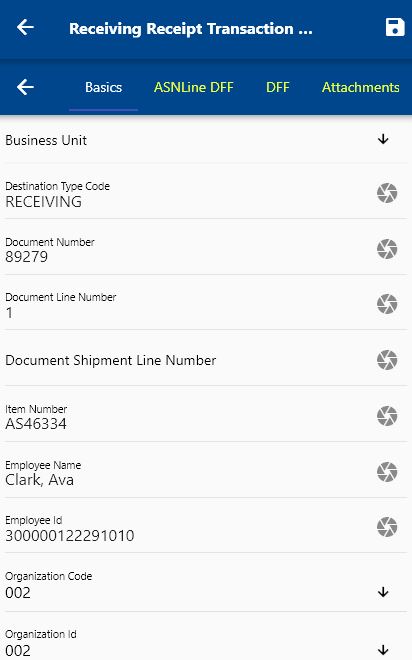 Receiving Receipt Transaction ...
Basics ASNLine DFF DFF Attachments
Business Unit
Destination Type Code
RECEIVING
Document Number
89279
Document Line Number
1
Document Shipment Line Number
Item Number
AS46334
Employee Name
Clark, Ava
Employee Id
300000122291010
Organization Code
002
Organization Id
002